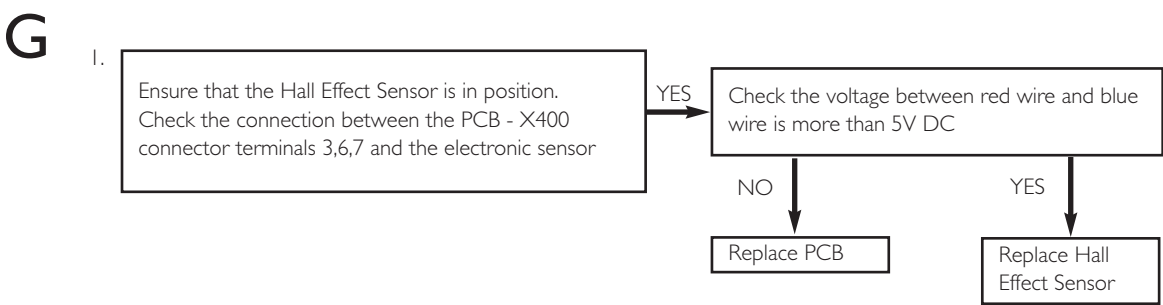 G
1.
Ensure that the Hall Effect Sensor is in position.
Check the connection between the PCB - X400
connector terminals 3,6,7 and the electronic sensor
YES
Check the voltage between red wire and blue
wire is more than 5V DC
NO
YES
Replace PCB
Replace Hall
Effect Sensor